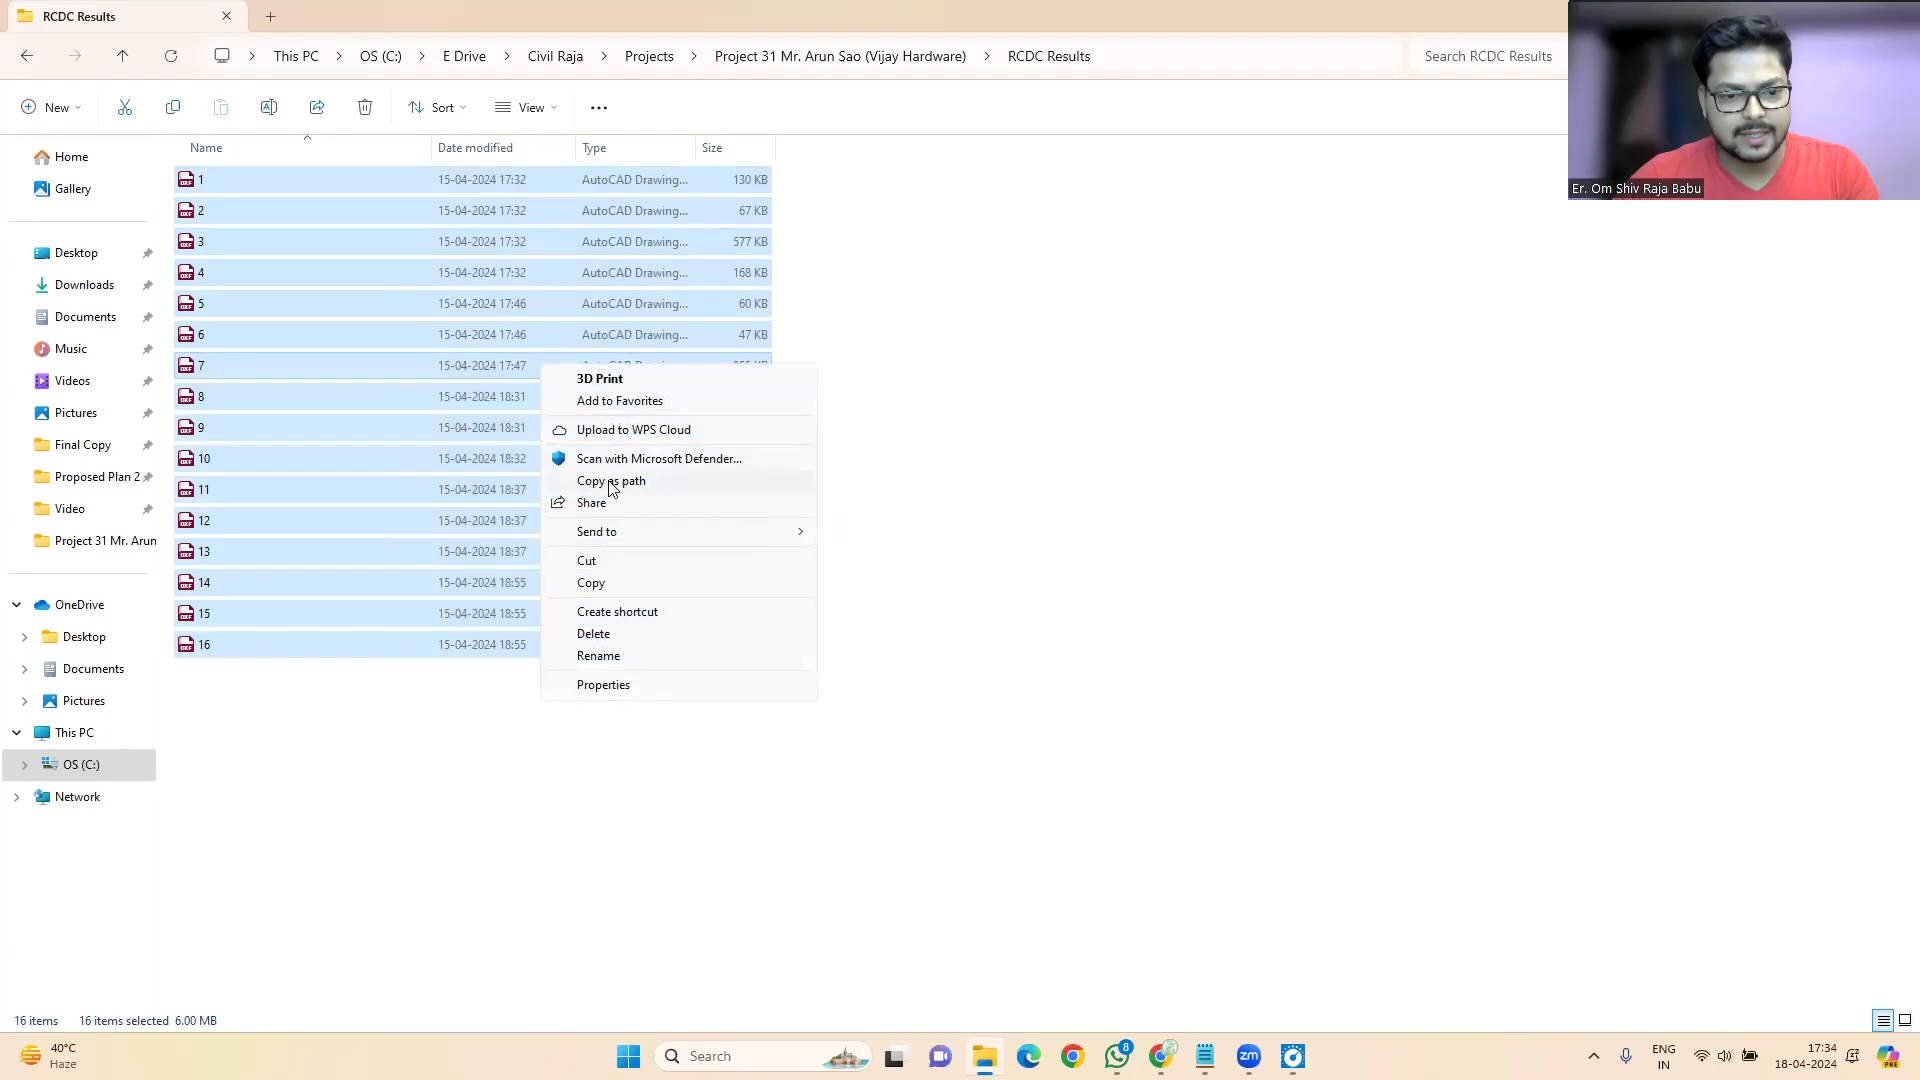 RCDC Results
This PC > OS (C:) > E Drive > Civil Raja > Projects > Project 31 Mr. Arun Sao (Vijay Hardware) > RCDC Results
Search RCDC Results
New
Sort
View
Er. Om Shiv Raja Babu
Name Date modified Type Size
1 15-04-2024 17:32 AutoCAD Drawing... 130 KB
2 15-04-2024 17:32 AutoCAD Drawing... 67 KB
3 15-04-2024 17:32 AutoCAD Drawing... 577 KB
4 15-04-2024 17:32 AutoCAD Drawing... 168 KB
5 15-04-2024 17:46 AutoCAD Drawing... 60 KB
6 15-04-2024 17:46 AutoCAD Drawing... 47 KB
7 15-04-2024 17:47
8 15-04-2024 18:31
9 15-04-2024 18:31
10 15-04-2024 18:32
11 15-04-2024 18:37
12 15-04-2024 18:37
13 15-04-2024 18:37
14 15-04-2024 18:55
15 15-04-2024 18:55
16 15-04-2024 18:55
3D Print
Add to Favorites
Upload to WPS Cloud
Scan with Microsoft Defender...
Copy as path
Share
Send to
Cut
Copy
Create shortcut
Delete
Rename
Properties
Home
Gallery
Desktop
Downloads
Documents
Music
Videos
Pictures
Final Copy
Proposed Plan 2
Video
Project 31 Mr. Arun
OneDrive
Desktop
Documents
Pictures
This PC
OS (C:)
Network
16 items 16 items selected 6.00 MB
40°C
Haze
Search
8
zm
ENG
IN
17:34
18-04-2024
PRE